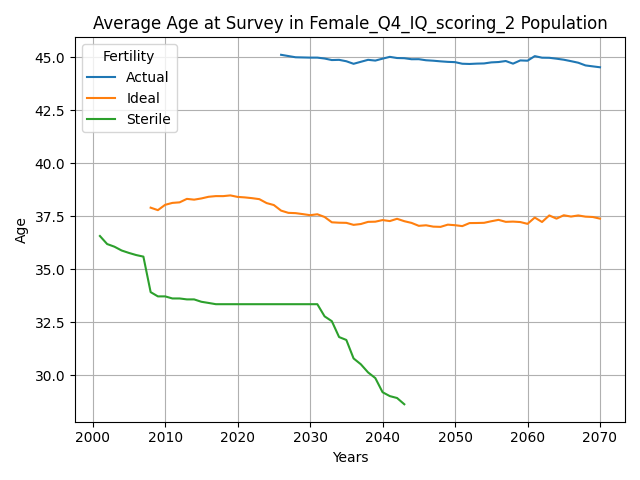 Average Age at Survey in Female_Q4_IQ_scoring_2 Population
Fertility
Actual
Ideal
Sterile
45.0
42.5
40.0
37.5
35.0
32.5
30.0
Age
2000 2010 2020 2030 2040 2050 2060 2070
Years